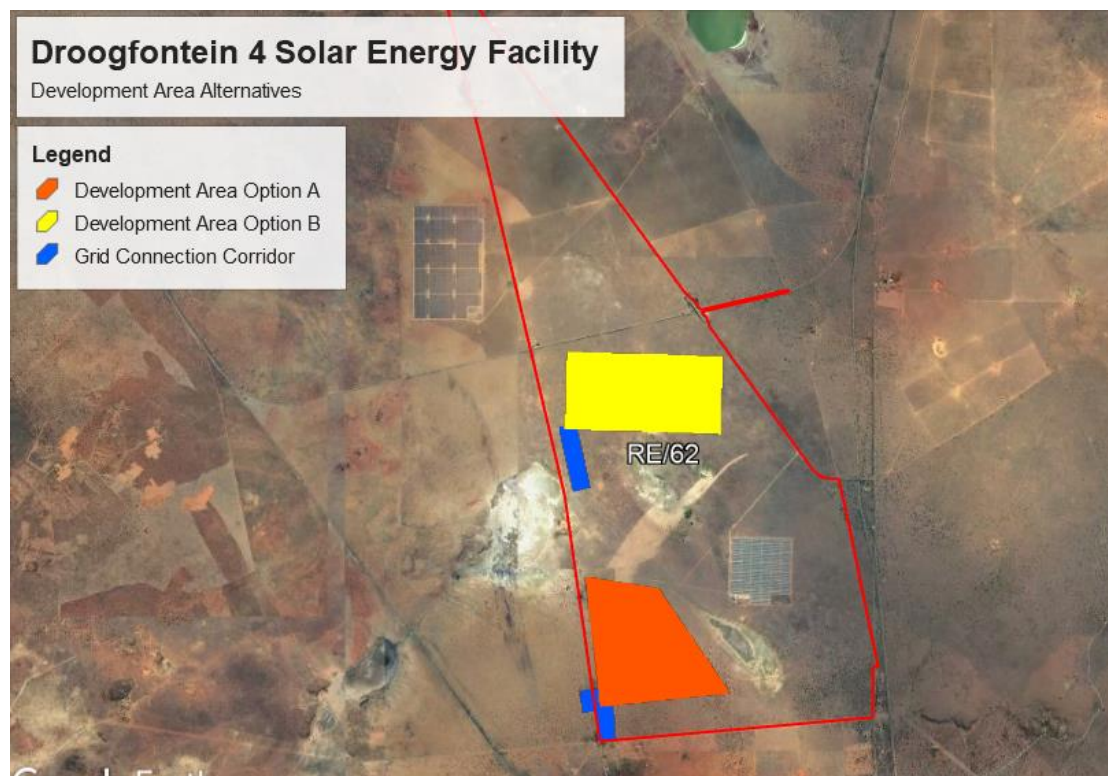 Droogfontein 4 Solar Energy Facility
Development Area Alternatives
Legend
Development Area Option A
Development Area Option B
Grid Connection Corridor
RE/62